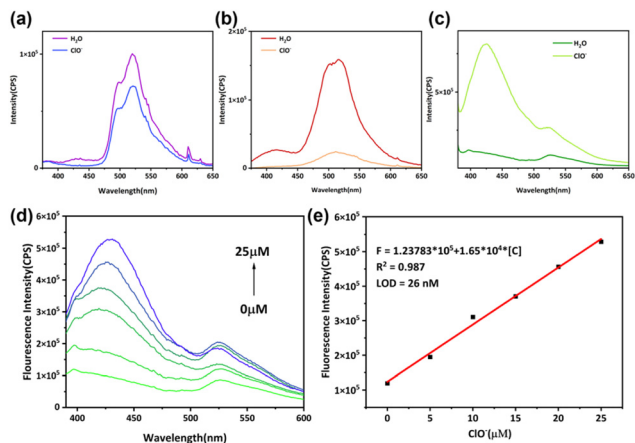 (a)
H₂O
ClO⁻
1×10⁵
0
Intensity(CPS)
400 450 500 550 600 650
Wavelength(nm)
(b)
H₂O
ClO⁻
2×10⁵
1×10⁵
0
Intensity(CPS)
400 450 500 550 600 650
Wavelength(nm)
(c)
H₂O
ClO⁻
5×10⁵
Intensity(CPS)
400 450 500 550 600 650
Wavelength(nm)
(d)
25μM
0μM
6×10⁵
5×10⁵
4×10⁵
3×10⁵
2×10⁵
1×10⁵
0
Flourescence Intensity(CPS)
400 450 500 550 600
Wavelength(nm)
(e)
F = 1.23783*10⁵+1.65*10⁴*[C]
R² = 0.987
LOD = 26 nM
6×10⁵
5×10⁵
4×10⁵
3×10⁵
2×10⁵
1×10⁵
Fluorescence Intensity(CPS)
0 5 10 15 20 25
ClO⁻(μM)